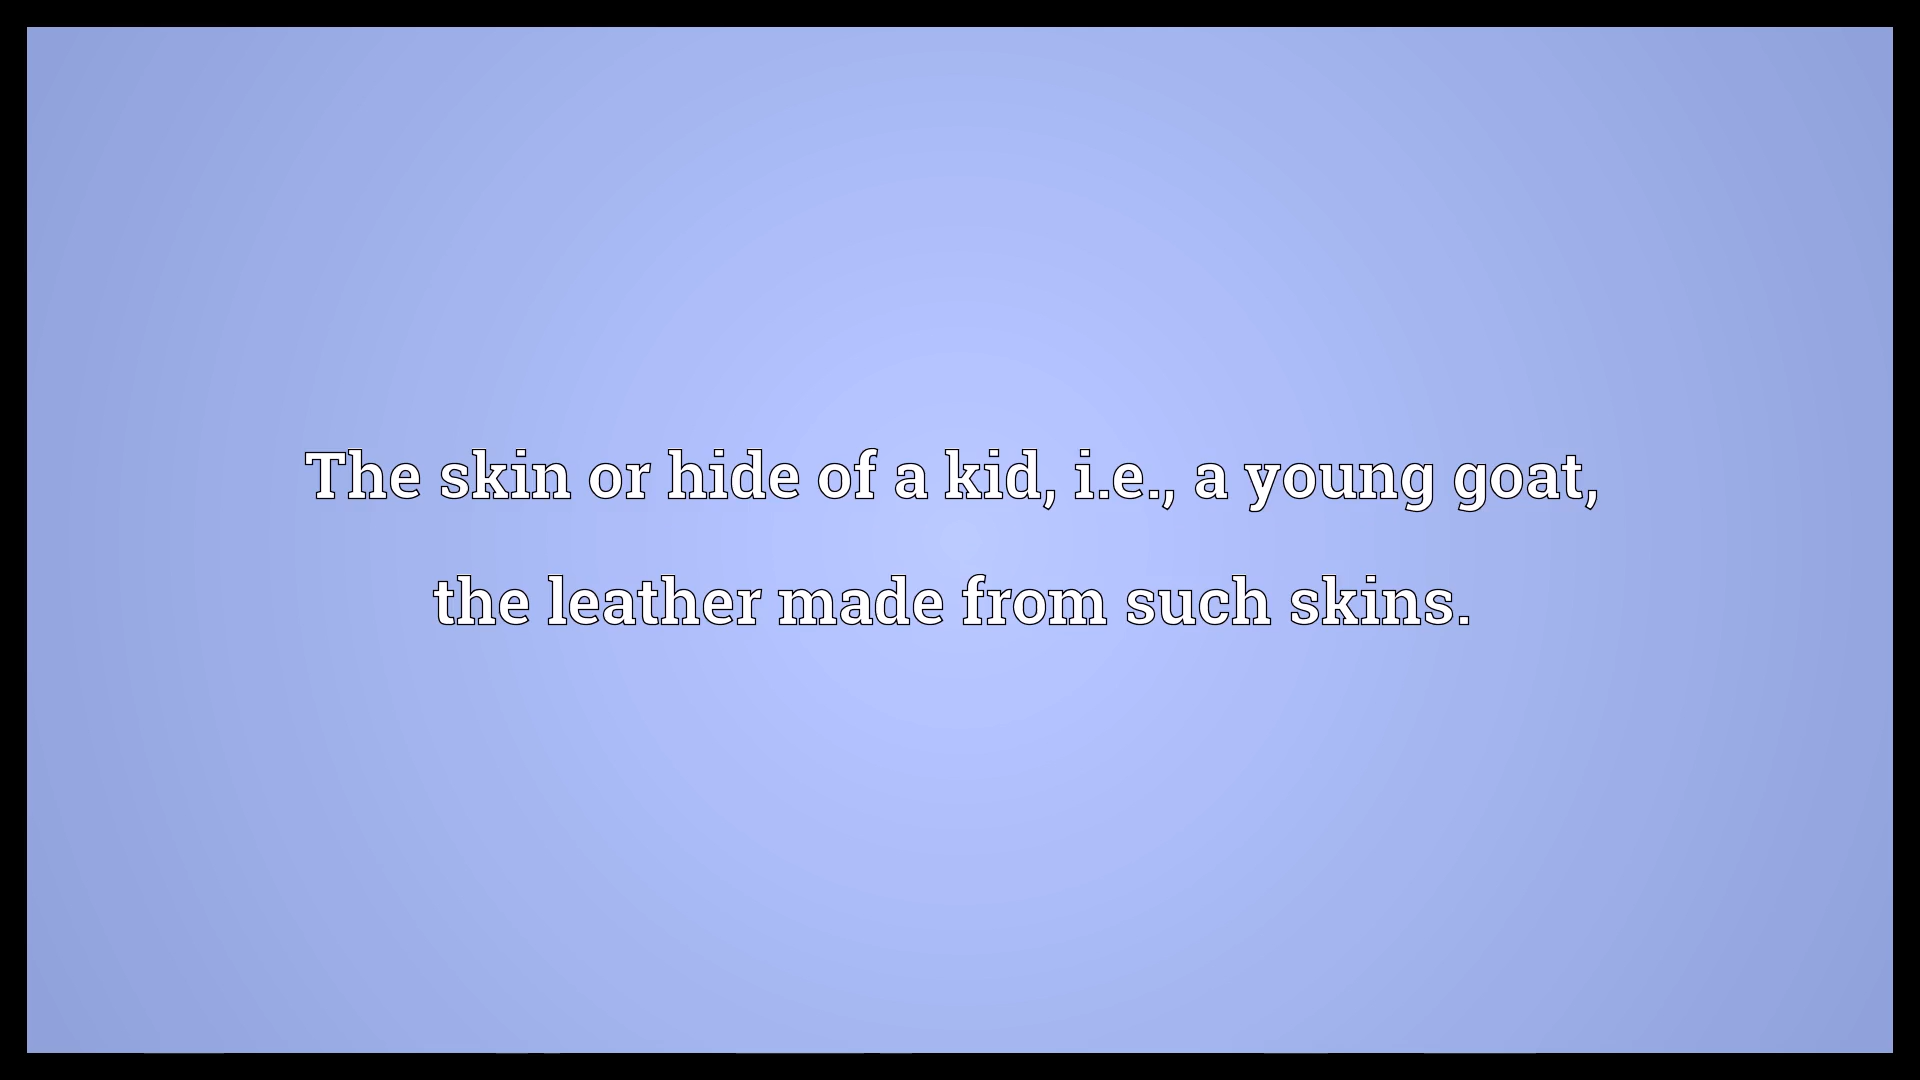 The skin or hide of a kid, i.e., a young goat,
the leather made from such skins.